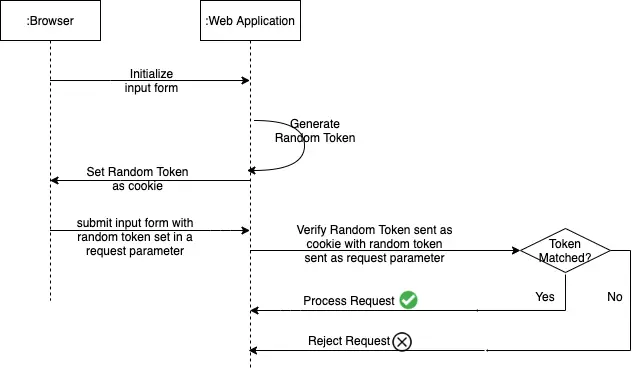 :Browser
:Web Application
Initialize
input form
Generate
Random Token
Set Random Token
as cookie
submit input form with
random token set in a
request parameter
Verify Random Token sent as
cookie with random token
sent as request parameter
Token
Matched?
Yes
No
Process Request
Reject Request